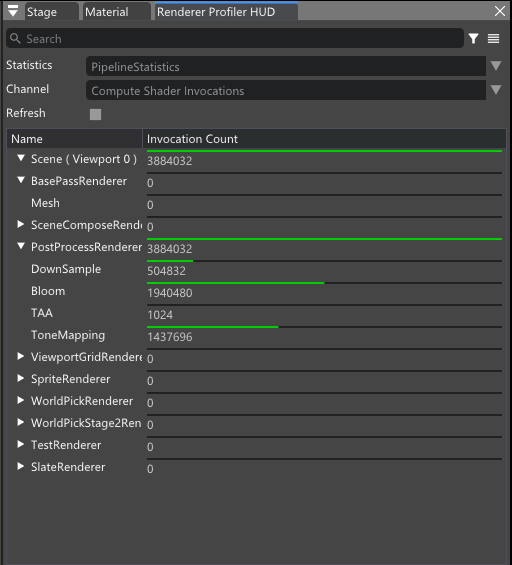 Stage Material Renderer Profiler HUD
Search
Statistics PipelineStatistics
Channel Compute Shader Invocations
Refresh
Name Invocation Count
Scene ( Viewport 0 ) 3884032
BasePassRenderer 0
Mesh 0
SceneComposeRende 0
PostProcessRenderer 3884032
DownSample 504832
Bloom 1940480
TAA 1024
ToneMapping 1437696
ViewportGridRendere 0
SpriteRenderer 0
WorldPickRenderer 0
WorldPickStage2Ren 0
TestRenderer 0
SlateRenderer 0